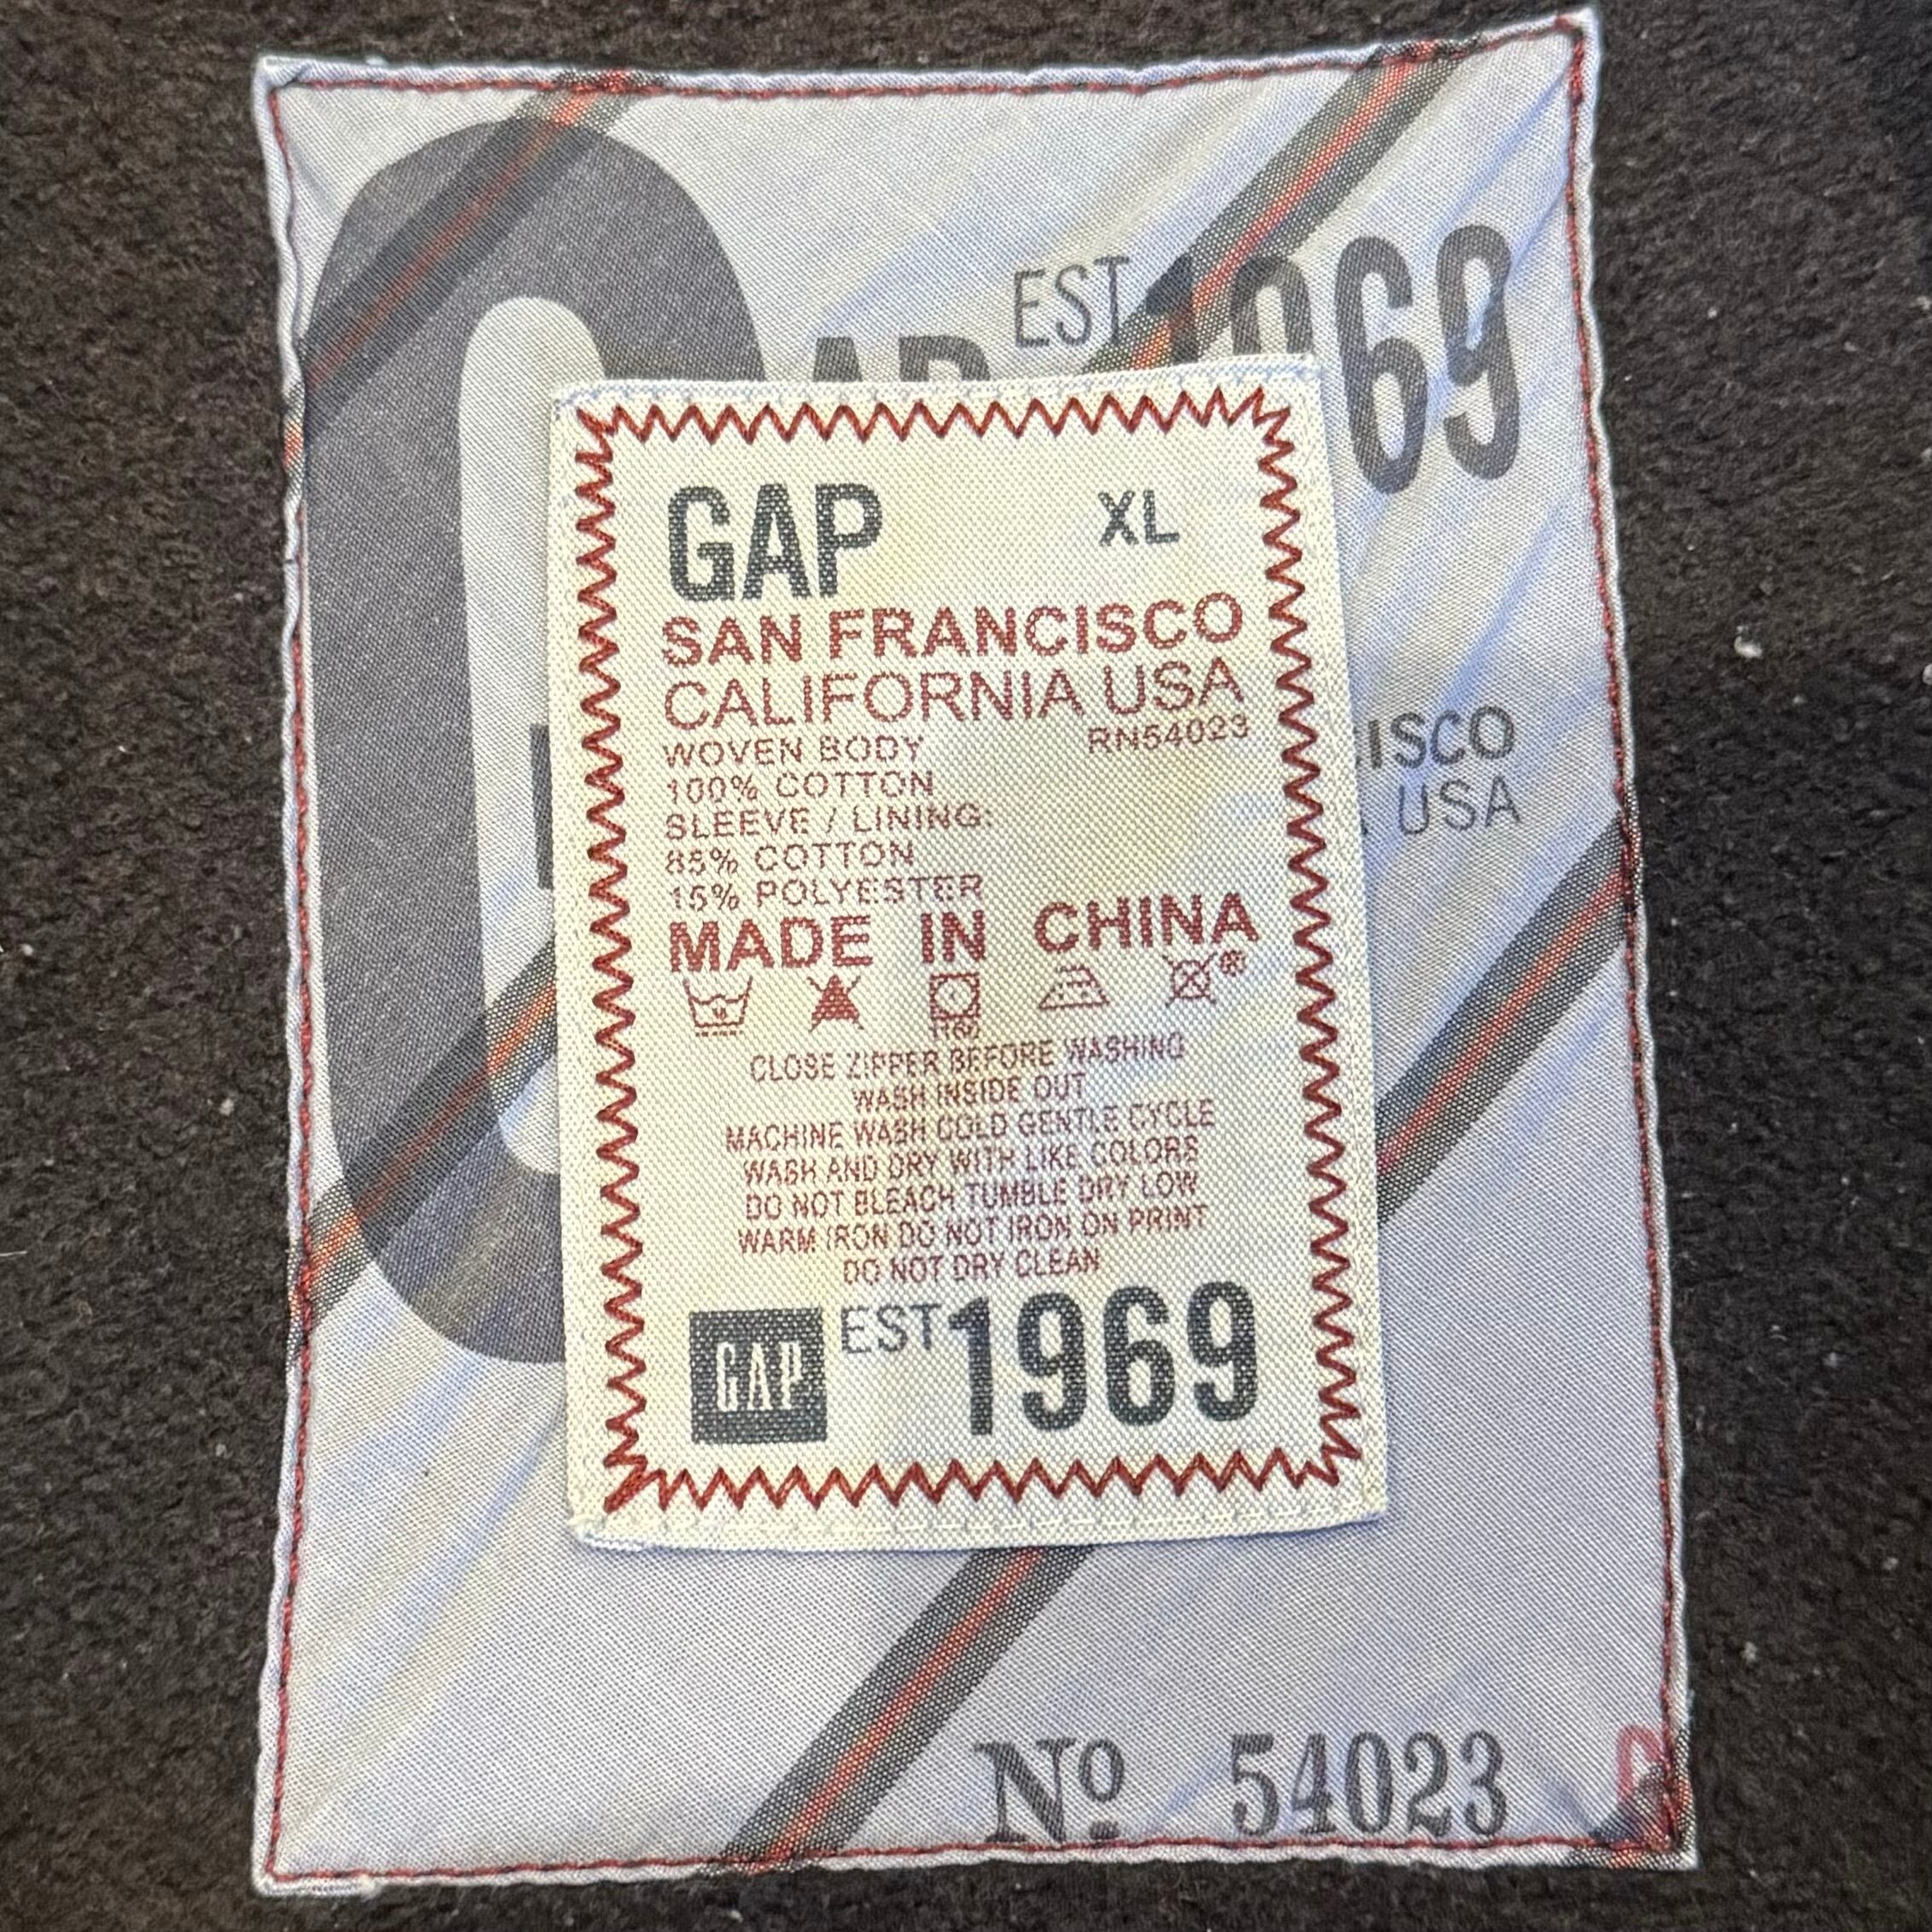 EST 1969
GAP XL
SAN FRANCISCO
CALIFORNIA USA
WOVEN BODY RN54023
100% COTTON
SLEEVE / LINING:
85% COTTON
15% POLYESTER
MADE IN CHINA
CLOSE ZIPPER BEFORE WASHING
WASH INSIDE OUT
MACHINE WASH COLD GENTLE CYCLE
WASH AND DRY WITH LIKE COLORS
DO NOT BLEACH TUMBLE DRY LOW
WARM IRON DO NOT IRON ON PRINT
DO NOT DRY CLEAN
GAP EST 1969
ISCO
USA
Nº 54023